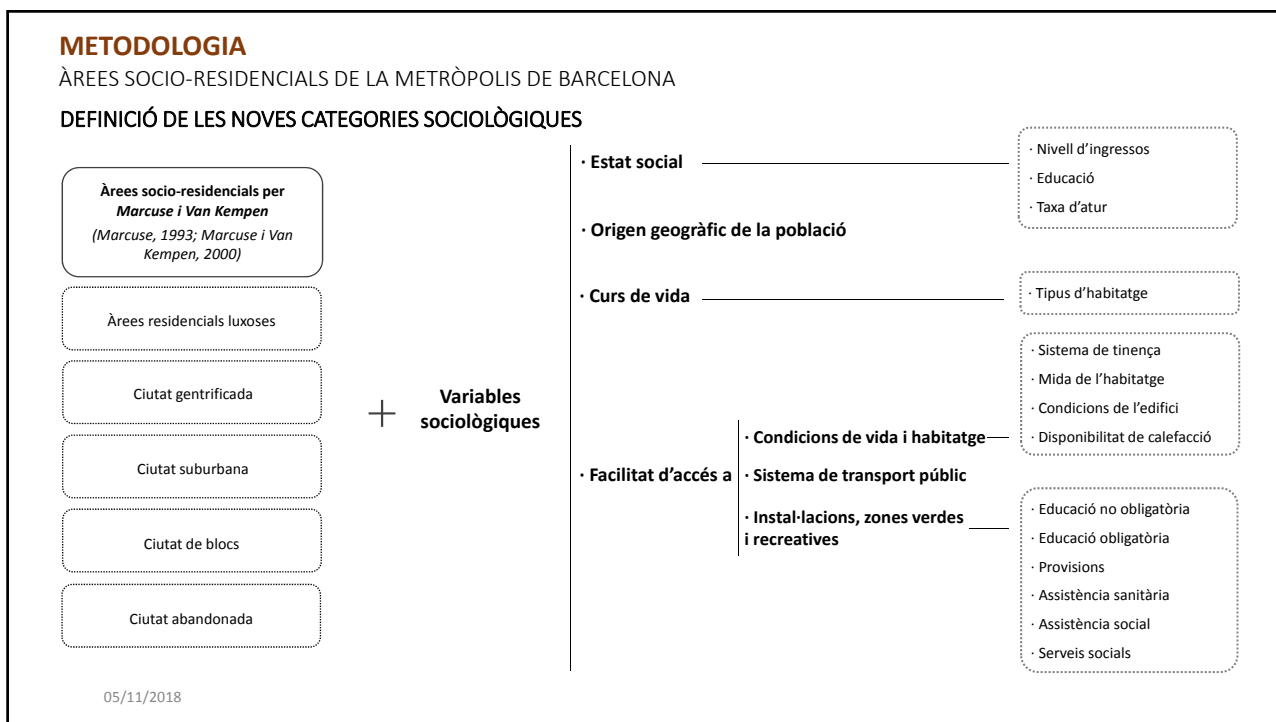 METODOLOGIA
ÀREES SOCIO-RESIDENCIALS DE LA METRÒPOLIS DE BARCELONA
DEFINICIÓ DE LES NOVES CATEGORIES SOCIOLÒGIQUES
Àrees socio-residencials per
Marcuse i Van Kempen
(Marcuse, 1993; Marcuse i Van
Kempen, 2000)
Àrees residencials luxoses
Ciutat gentrificada
Ciutat suburbana
Ciutat de blocs
Ciutat abandonada
+
Variables
sociològiques
· Estat social
· Nivell d'ingressos
· Educació
· Taxa d'atur
· Origen geogràfic de la població
· Curs de vida
· Tipus d'habitatge
· Facilitat d'accés a
· Condicions de vida i habitatge
· Sistema de tinença
· Mida de l'habitatge
· Condicions de l'edifici
· Disponibilitat de calefacció
· Sistema de transport públic
· Instal·lacions, zones verdes
i recreatives
· Educació no obligatòria
· Educació obligatòria
· Provisions
· Assistència sanitària
· Assistència social
· Serveis socials
05/11/2018